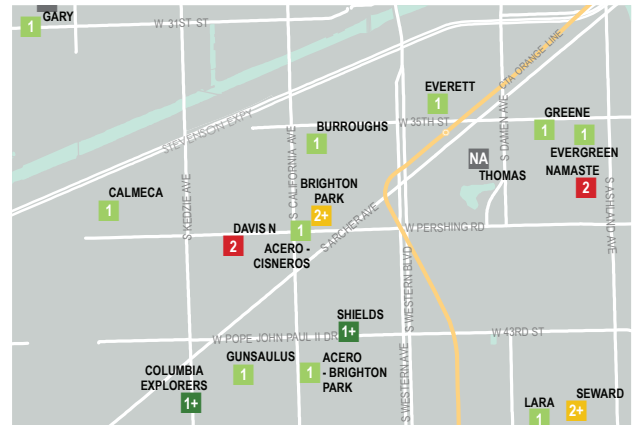 GARY
1
W 31ST ST
CTA ORANGE LINE
EVERETT
1
STEVENSON EXPY
S CALIFORNIA AVE
BURROUGHS
1
W 35TH ST
S DAMEN AVE
GREENE
1
1
EVERGREEN
NA
THOMAS
NAMASTE
2
S ASHLAND AVE
CALMECA
1
S KEDZIE AVE
BRIGHTON
PARK
2+
DAVIS N
2
1
ACERO -
CISNEROS
S ARCHER AVE
W PERSHING RD
S WESTERN BLVD
SHIELDS
1+
W POPE JOHN PAUL II DR
W 43RD ST
S WESTERN AVE
COLUMBIA
EXPLORERS
1+
GUNSAULUS
1
1
ACERO
- BRIGHTON
PARK
LARA
1
SEWARD
2+